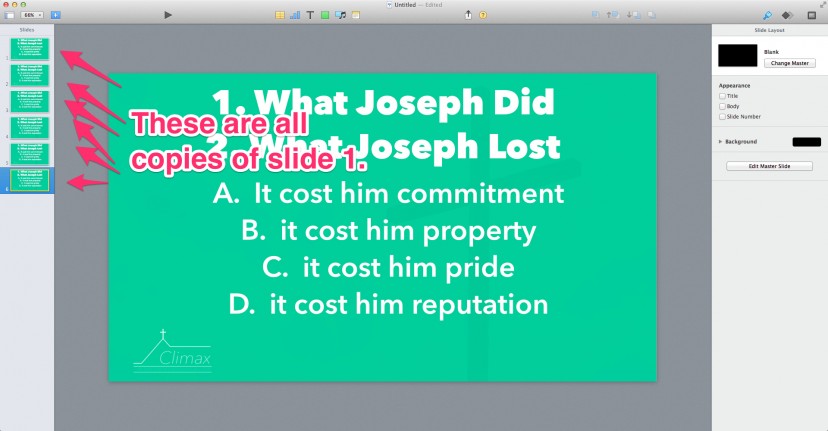 Untitled — Edited
68%
Slides
1
2
3
4
5
6
1. What Joseph Did
2. What Joseph Lost
These are all
copies of slide 1.
A. It cost him commitment
B. it cost him property
C. it cost him pride
D. it cost him reputation
Climax
Slide Layout
Blank
Change Master
Appearance
Title
Body
Slide Number
Background
Edit Master Slide